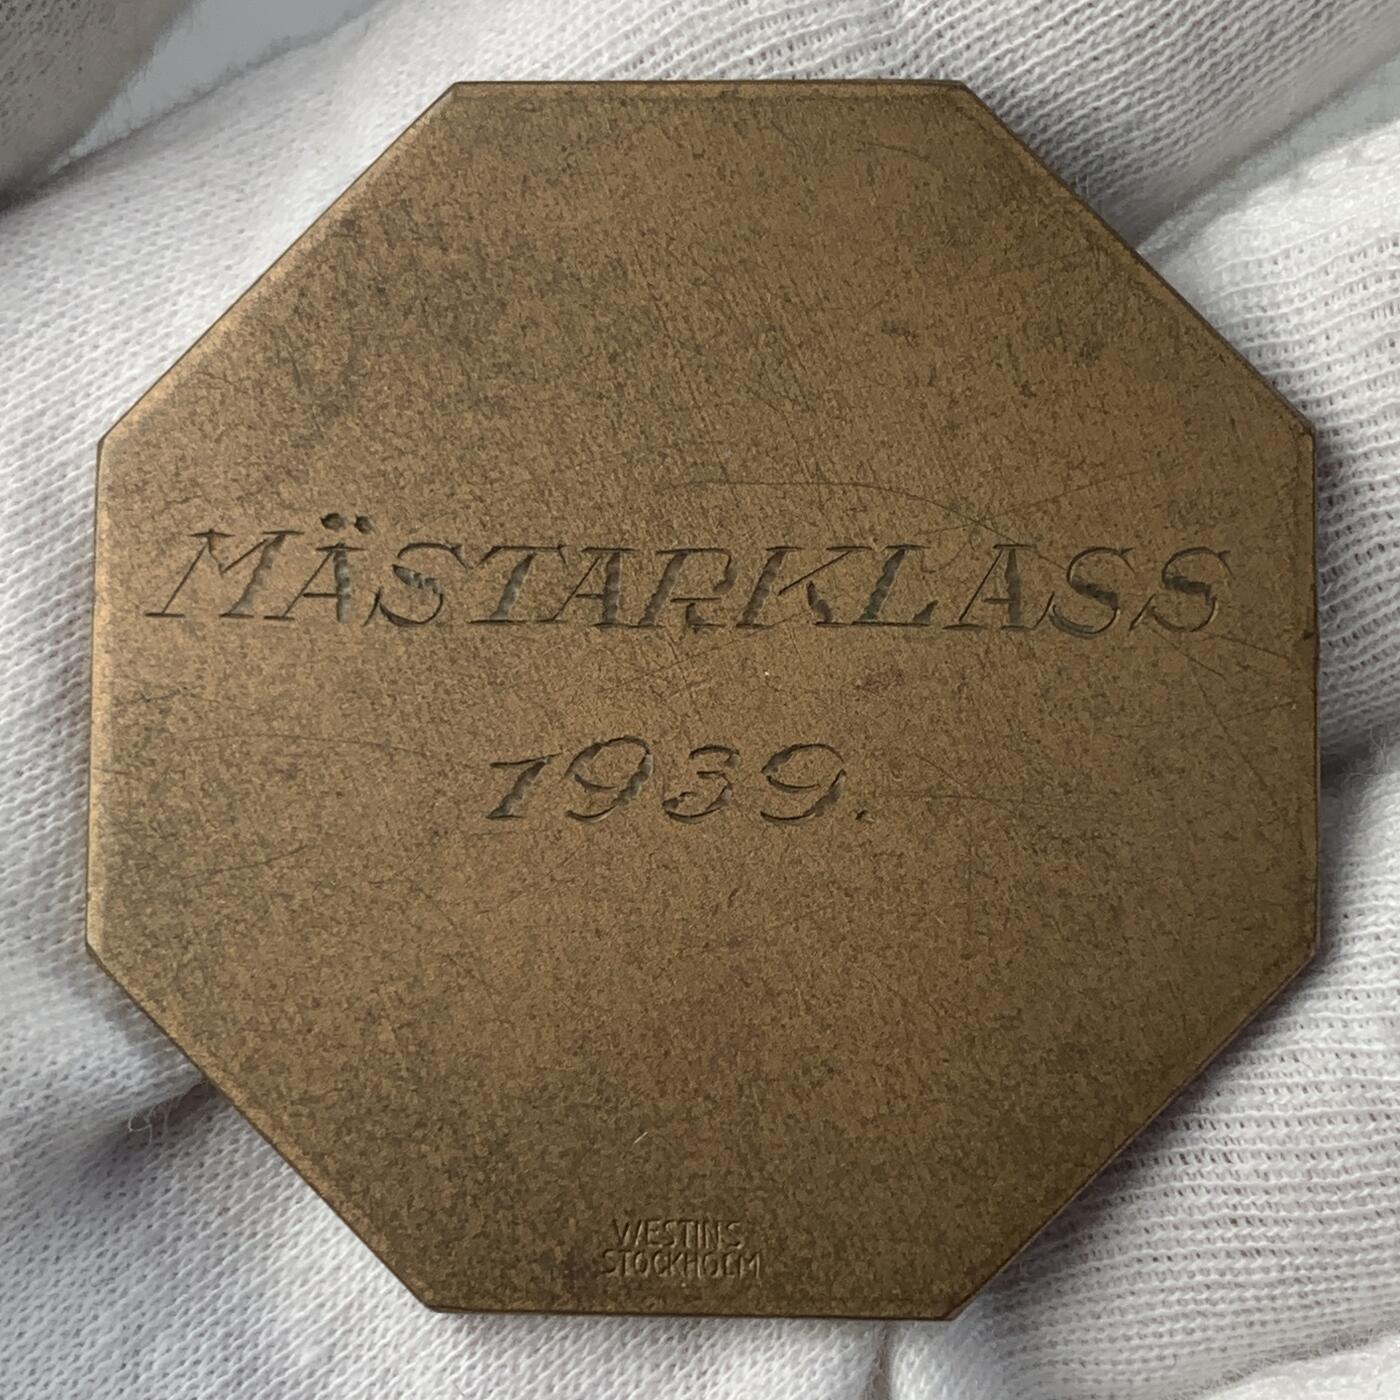 MÄSTARKLASS
1939.
WESTINS
STOCKHOLM